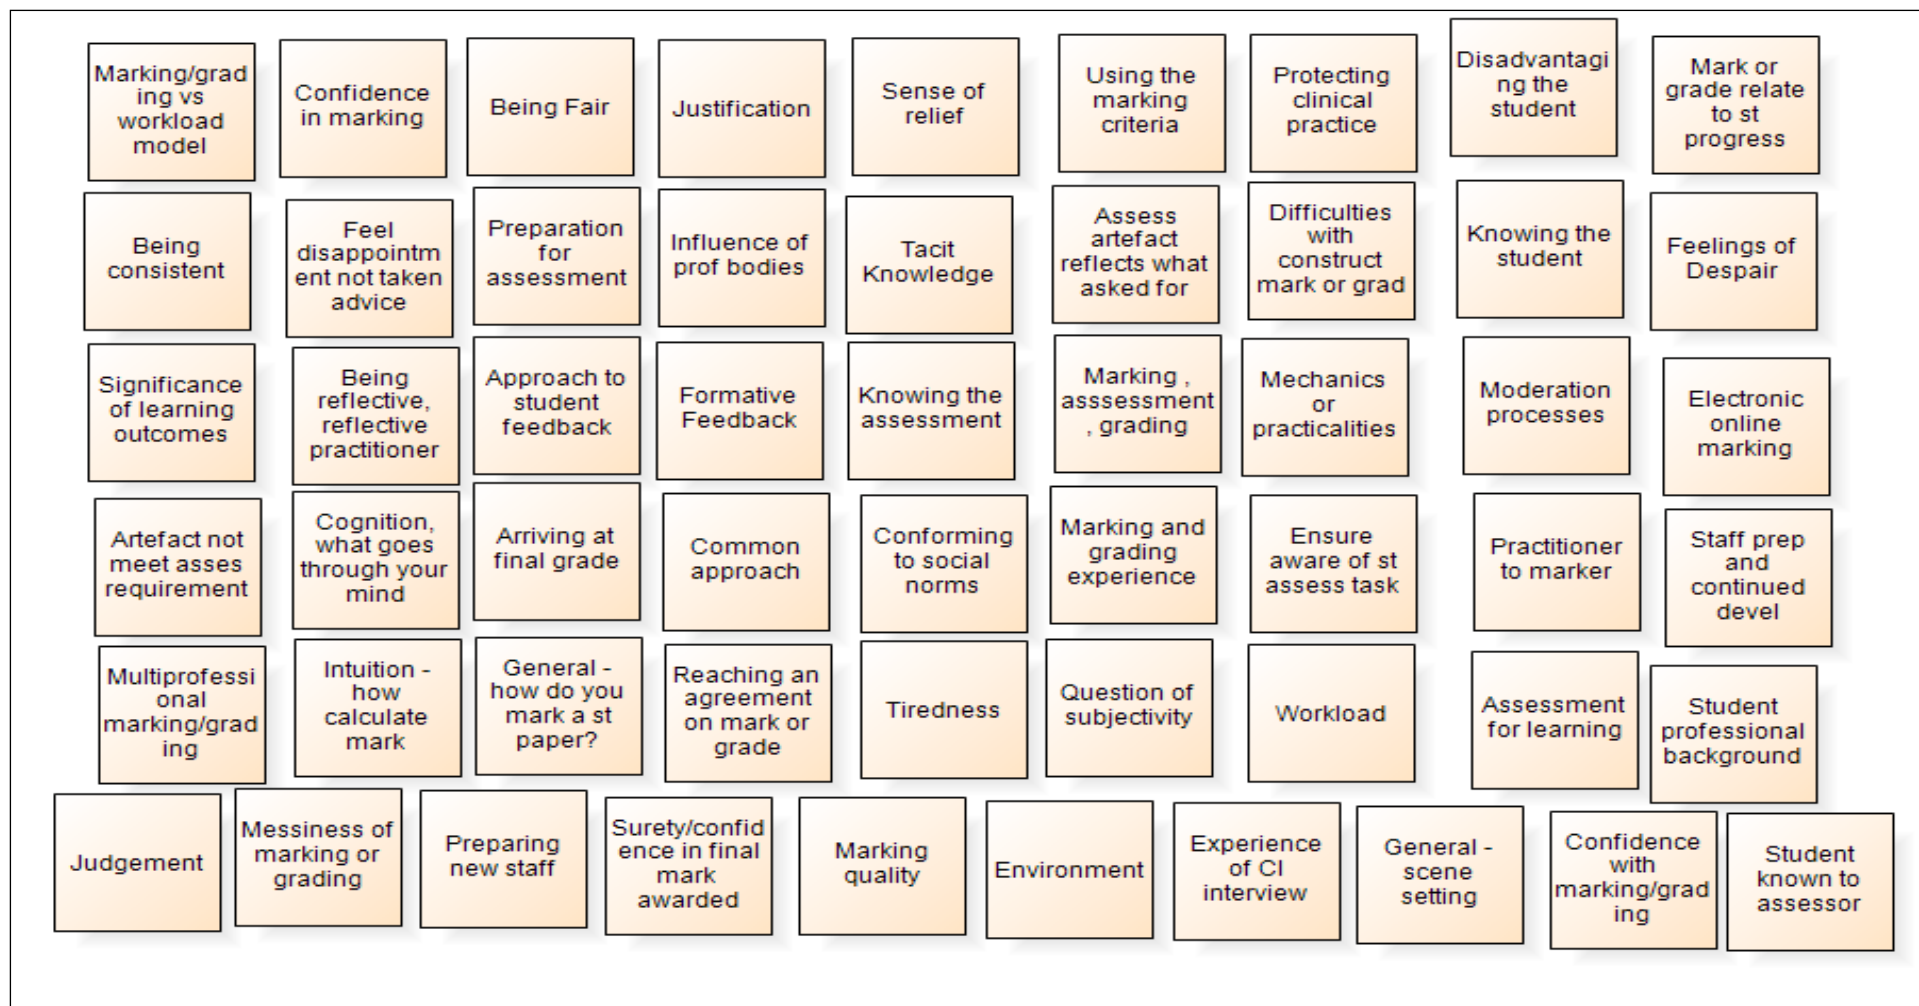 Marking/grad
ing vs
workload
model
Confidence
in marking
Being Fair
Justification
Sense of
relief
Using the
marking
criteria
Protecting
clinical
practice
Disadvantagi
ng the
student
Mark or
grade relate
to st
progress
Being
consistent
Feel
disappointm
ent not taken
advice
Preparation
for
assessment
Influence of
prof bodies
Tacit
Knowledge
Assess
artefact
reflects what
asked for
Difficulties
with
construct
mark or grad
Knowing the
student
Feelings of
Despair
Significance
of learning
outcomes
Being
reflective,
reflective
practitioner
Approach to
student
feedback
Formative
Feedback
Knowing the
assessment
Marking ,
asssessment
, grading
Mechanics
or
practicalities
Moderation
processes
Electronic
online
marking
Artefact not
meet asses
requirement
Cognition,
what goes
through your
mind
Arriving at
final grade
Common
approach
Conforming
to social
norms
Marking and
grading
experience
Ensure
aware of st
assess task
Practitioner
to marker
Staff prep
and
continued
devel
Multiprofessi
onal
marking/grad
ing
Intuition -
how
calculate
mark
General -
how do you
mark a st
paper?
Reaching an
agreement
on mark or
grade
Tiredness
Question of
subjectivity
Workload
Assessment
for learning
Student
professional
background
Judgement
Messiness of
marking or
grading
Preparing
new staff
Surety/confid
ence in final
mark
awarded
Marking
quality
Environment
Experience
of CI
interview
General -
scene
setting
Confidence
with
marking/grad
ing
Student
known to
assessor